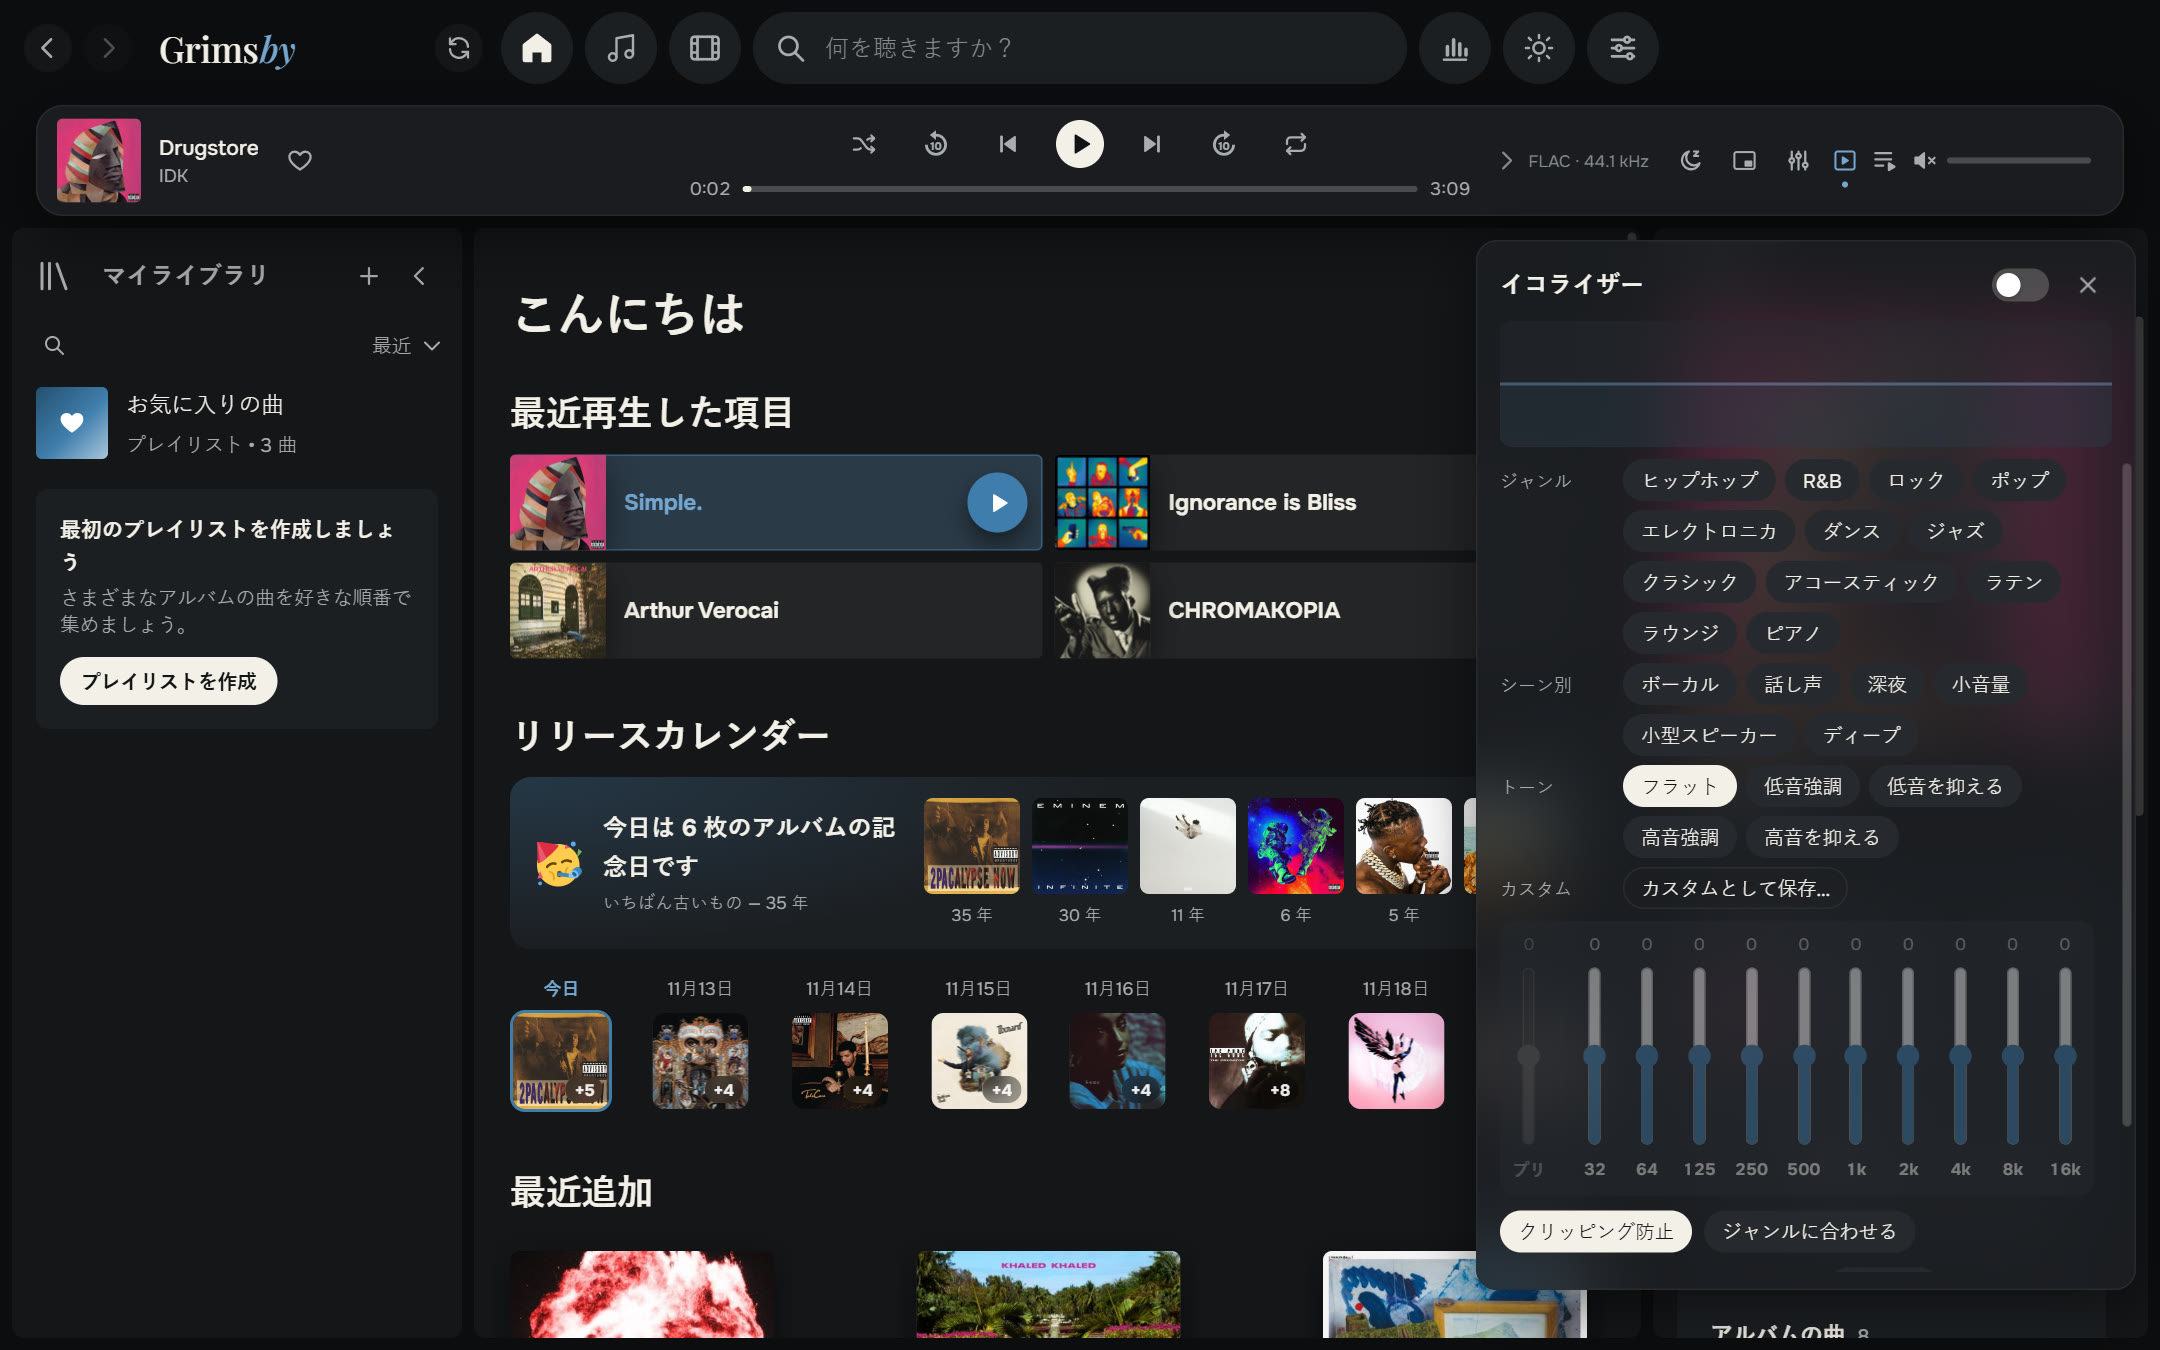 Grimsby
何を聴きますか？
Drugstore
IDK
10
10
0:02
3:09
FLAC · 44.1 kHz
マイライブラリ
最近
お気に入りの曲
プレイリスト • 3 曲
最初のプレイリストを作成しましょ
う
さまざまなアルバムの曲を好きな順番で
集めましょう。
プレイリストを作成
こんにちは
最近再生した項目
Simple.
Ignorance is Bliss
Arthur Verocai
CHROMAKOPIA
リリースカレンダー
今日は 6 枚のアルバムの記
念日です
いちばん古いもの — 35 年
2PACALYPSE NOW
EMINEM
INFINITE
35 年
30 年
11 年
6 年
5 年
今日
11月13日
11月14日
11月15日
11月16日
11月17日
11月18日
+5
+4
+4
+4
+4
+8
最近追加
KHALED KHALED
イコライザー
ジャンル
ヒップホップ
R&B
ロック
ポップ
エレクトロニカ
ダンス
ジャズ
クラシック
アコースティック
ラテン
ラウンジ
ピアノ
シーン別
ボーカル
話し声
深夜
小音量
小型スピーカー
ディープ
トーン
フラット
低音強調
低音を抑える
高音強調
高音を抑える
カスタム
カスタムとして保存...
0 0 0 0 0 0 0 0 0 0 0
プリ 32 64 125 250 500 1k 2k 4k 8k 16k
クリッピング防止
ジャンルに合わせる
アルバムの曲 8